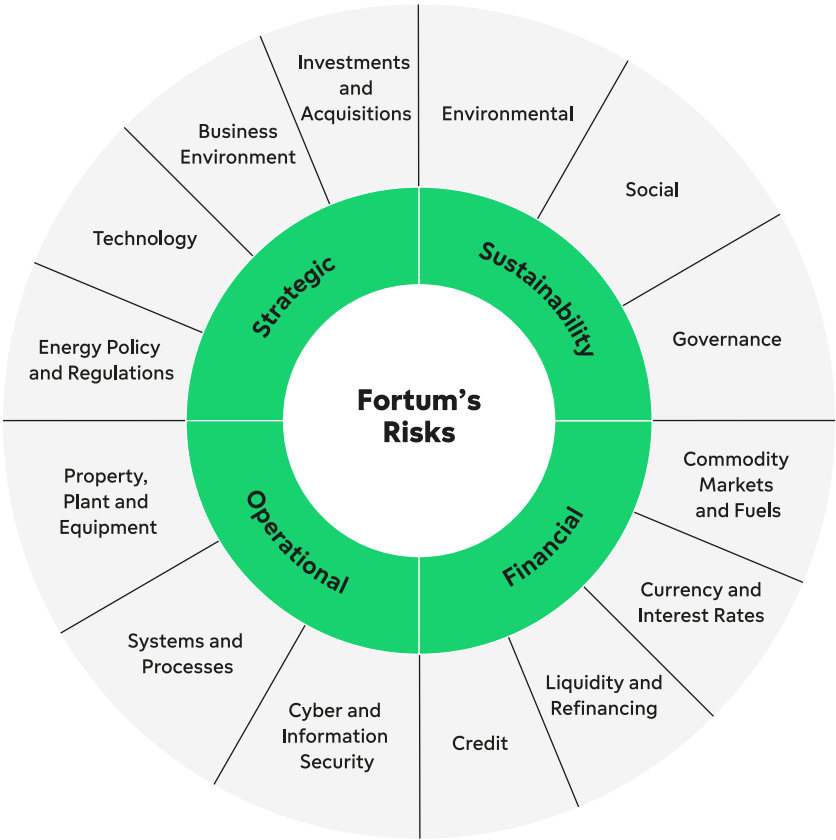 Fortum's
Risks
Strategic
Investments
and
Acquisitions
Business
Environment
Technology
Energy Policy
and Regulations
Sustainability
Environmental
Social
Governance
Financial
Commodity
Markets
and Fuels
Currency and
Interest Rates
Liquidity and
Refinancing
Credit
Operational
Cyber and
Information
Security
Systems and
Processes
Property,
Plant and
Equipment